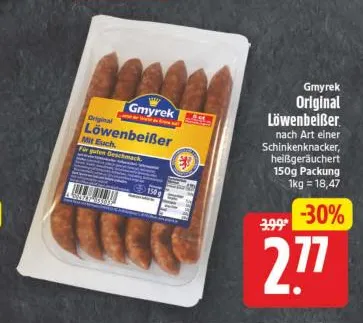 Gmyrek
Original
Löwenbeißer
Mit Euch.
Für guten Geschmack.
150 g
Gmyrek
Original
Löwenbeißer
nach Art einer
Schinkenknacker,
heißgeräuchert
150g Packung
1kg = 18,47
3.99*
-30%
2.77